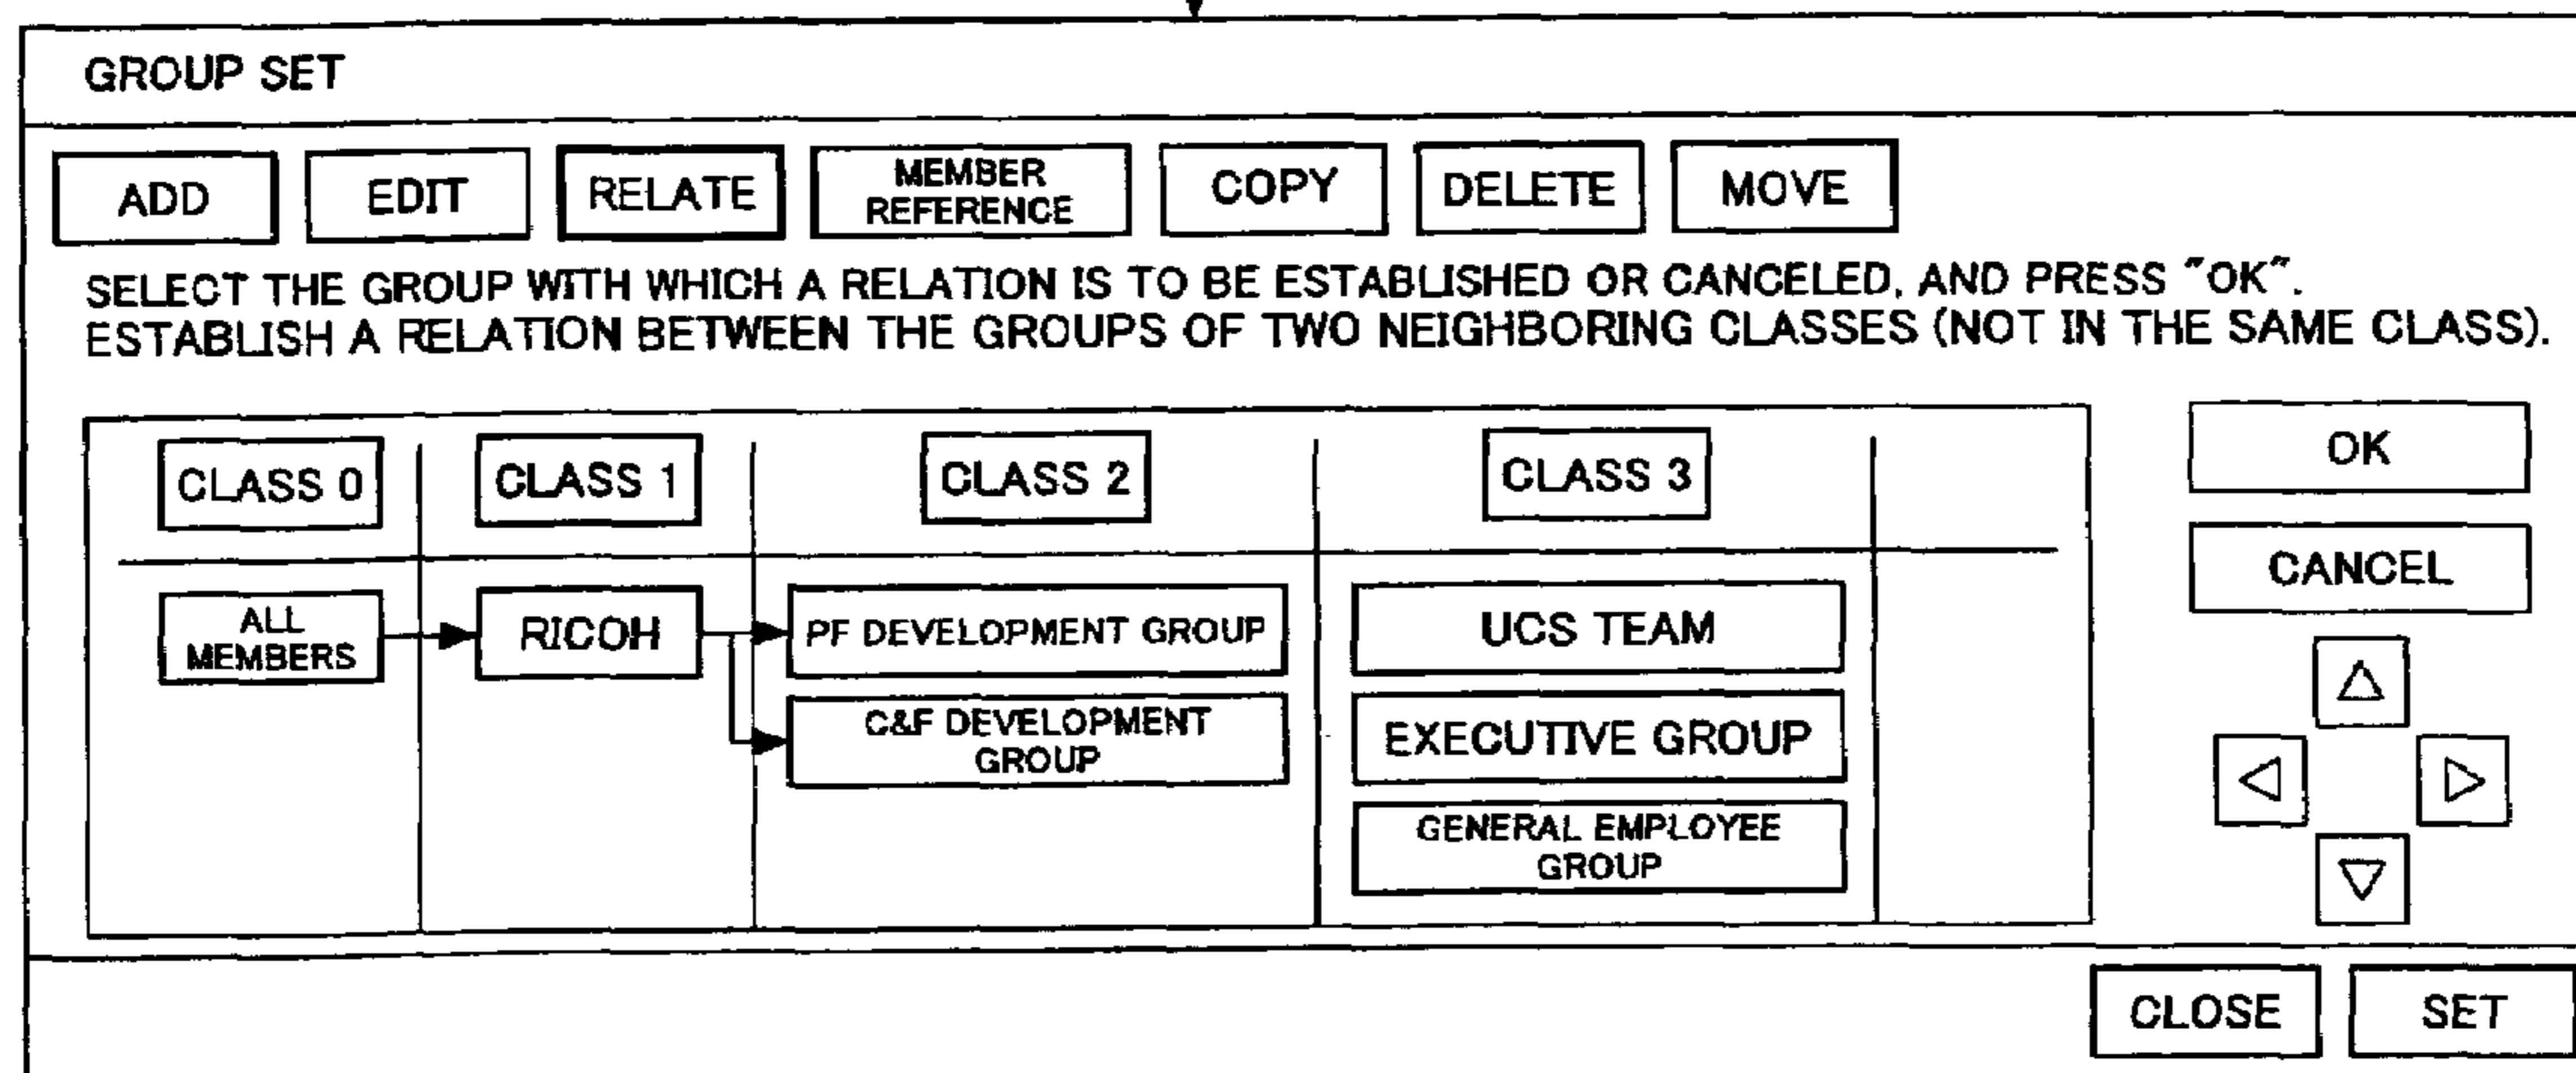 GROUP SET
ADD EDIT RELATE MEMBER REFERENCE COPY DELETE MOVE
SELECT THE GROUP WITH WHICH A RELATION IS TO BE ESTABLISHED OR CANCELED, AND PRESS "OK".
ESTABLISH A RELATION BETWEEN THE GROUPS OF TWO NEIGHBORING CLASSES (NOT IN THE SAME CLASS).
CLASS 0 CLASS 1 CLASS 2 CLASS 3
OK
CANCEL
ALL
MEMBERS
RICOH
PF DEVELOPMENT GROUP
C&F DEVELOPMENT
GROUP
UCS TEAM
EXECUTIVE GROUP
GENERAL EMPLOYEE
GROUP
CLOSE SET